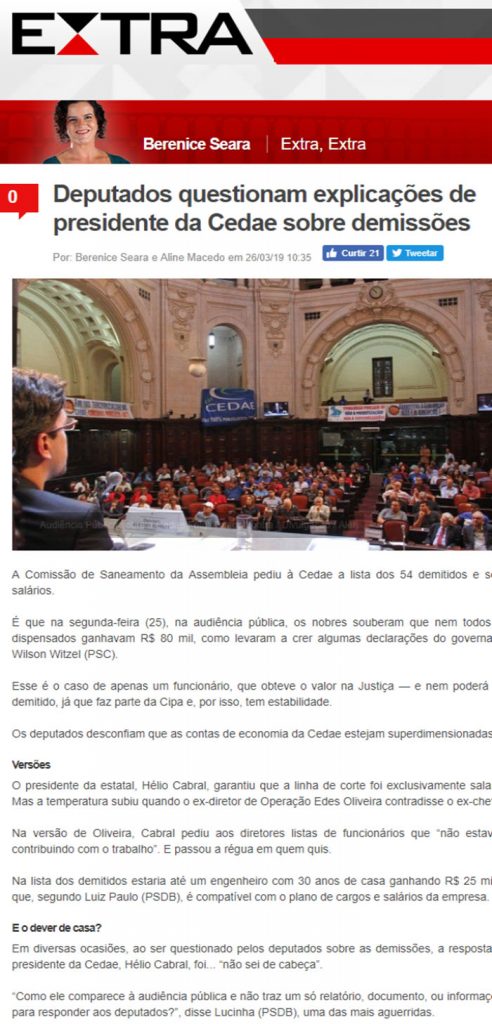 EXTRA
Berenice Seara | Extra, Extra
0
Deputados questionam explicações de
presidente da Cedae sobre demissões
Por: Berenice Seara e Aline Macedo em 26/03/19 10:35
Curtir 21
Tweetar
CEDAE
Audiência Púb
A Comissão de Saneamento da Assembleia pediu à Cedae a lista dos 54 demitidos e se
salários.
É que na segunda-feira (25), na audiência pública, os nobres souberam que nem todos
dispensados ganhavam R$ 80 mil, como levaram a crer algumas declarações do governa
Wilson Witzel (PSC).
Esse é o caso de apenas um funcionário, que obteve o valor na Justiça — e nem poderá
demitido, já que faz parte da Cipa e, por isso, tem estabilidade.
Os deputados desconfiam que as contas de economia da Cedae estejam superdimensionadas
Versões
O presidente da estatal, Hélio Cabral, garantiu que a linha de corte foi exclusivamente sala
Mas a temperatura subiu quando o ex-diretor de Operação Edes Oliveira contradisse o ex-che
Na versão de Oliveira, Cabral pediu aos diretores listas de funcionários que “não estav
contribuindo com o trabalho”. E passou a régua em quem quis.
Na lista dos demitidos estaria até um engenheiro com 30 anos de casa ganhando R$ 25 mi
que, segundo Luiz Paulo (PSDB), é compatível com o plano de cargos e salários da empresa.
E o dever de casa?
Em diversas ocasiões, ao ser questionado pelos deputados sobre as demissões, a resposta
presidente da Cedae, Hélio Cabral, foi... “não sei de cabeça”.
“Como ele comparece à audiência pública e não traz um só relatório, documento, ou informaç
para responder aos deputados?”, disse Lucinha (PSDB), uma das mais aguerridas.